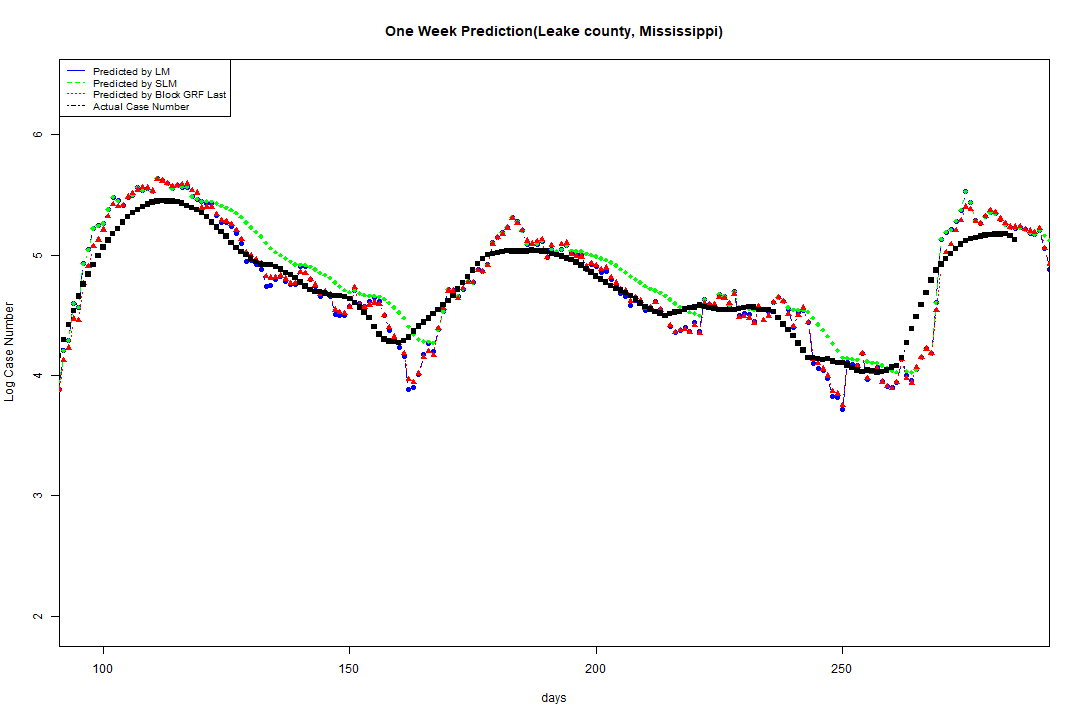 One Week Prediction(Leake county, Mississippi)
Predicted by LM
Predicted by SLM
Predicted by Block GRF Last
Actual Case Number
6
5
4
3
2
Log Case Number
100
150
200
250
days